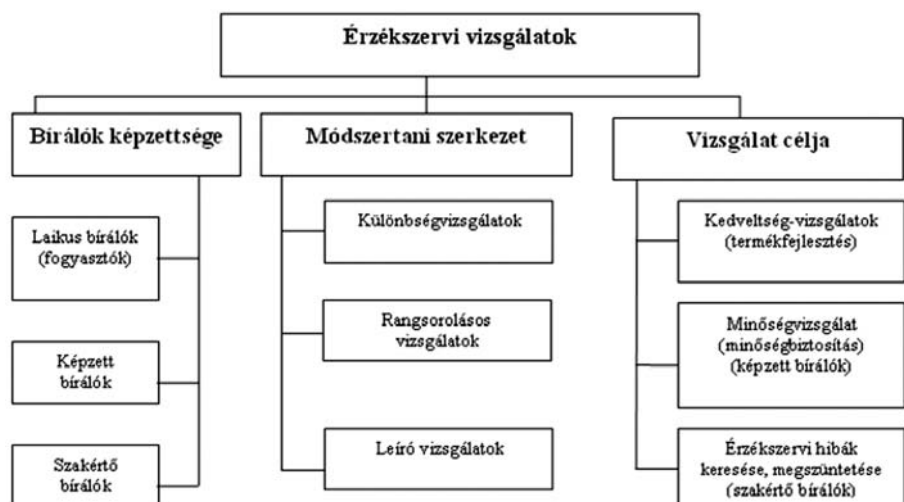 Érzékszervi vizsgálatok
Bírálók képzettsége
Laikus bírálók
(fogyasztók)
Képzett
bírálók
Szakértő
bírálók
Módszertani szerkezet
Különbségvizsgálatok
Rangsorolásos
vizsgálatok
Leíró vizsgálatok
Vizsgálat célja
Kedveltség-vizsgálatok
(termékfejlesztés)
Minőségvizsgálat
(minőségbiztosítás)
(képzett bírálók)
Érzékszervi hibák
keresése, megszüntetése
(szakértő bírálók)